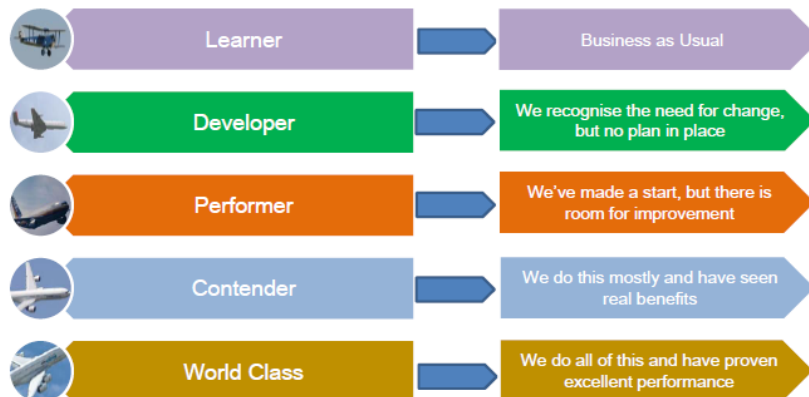 Learner
Business as Usual
Developer
We recognise the need for change,
but no plan in place
Performer
We've made a start, but there is
room for improvement
Contender
We do this mostly and have seen
real benefits
World Class
We do all of this and have proven
excellent performance